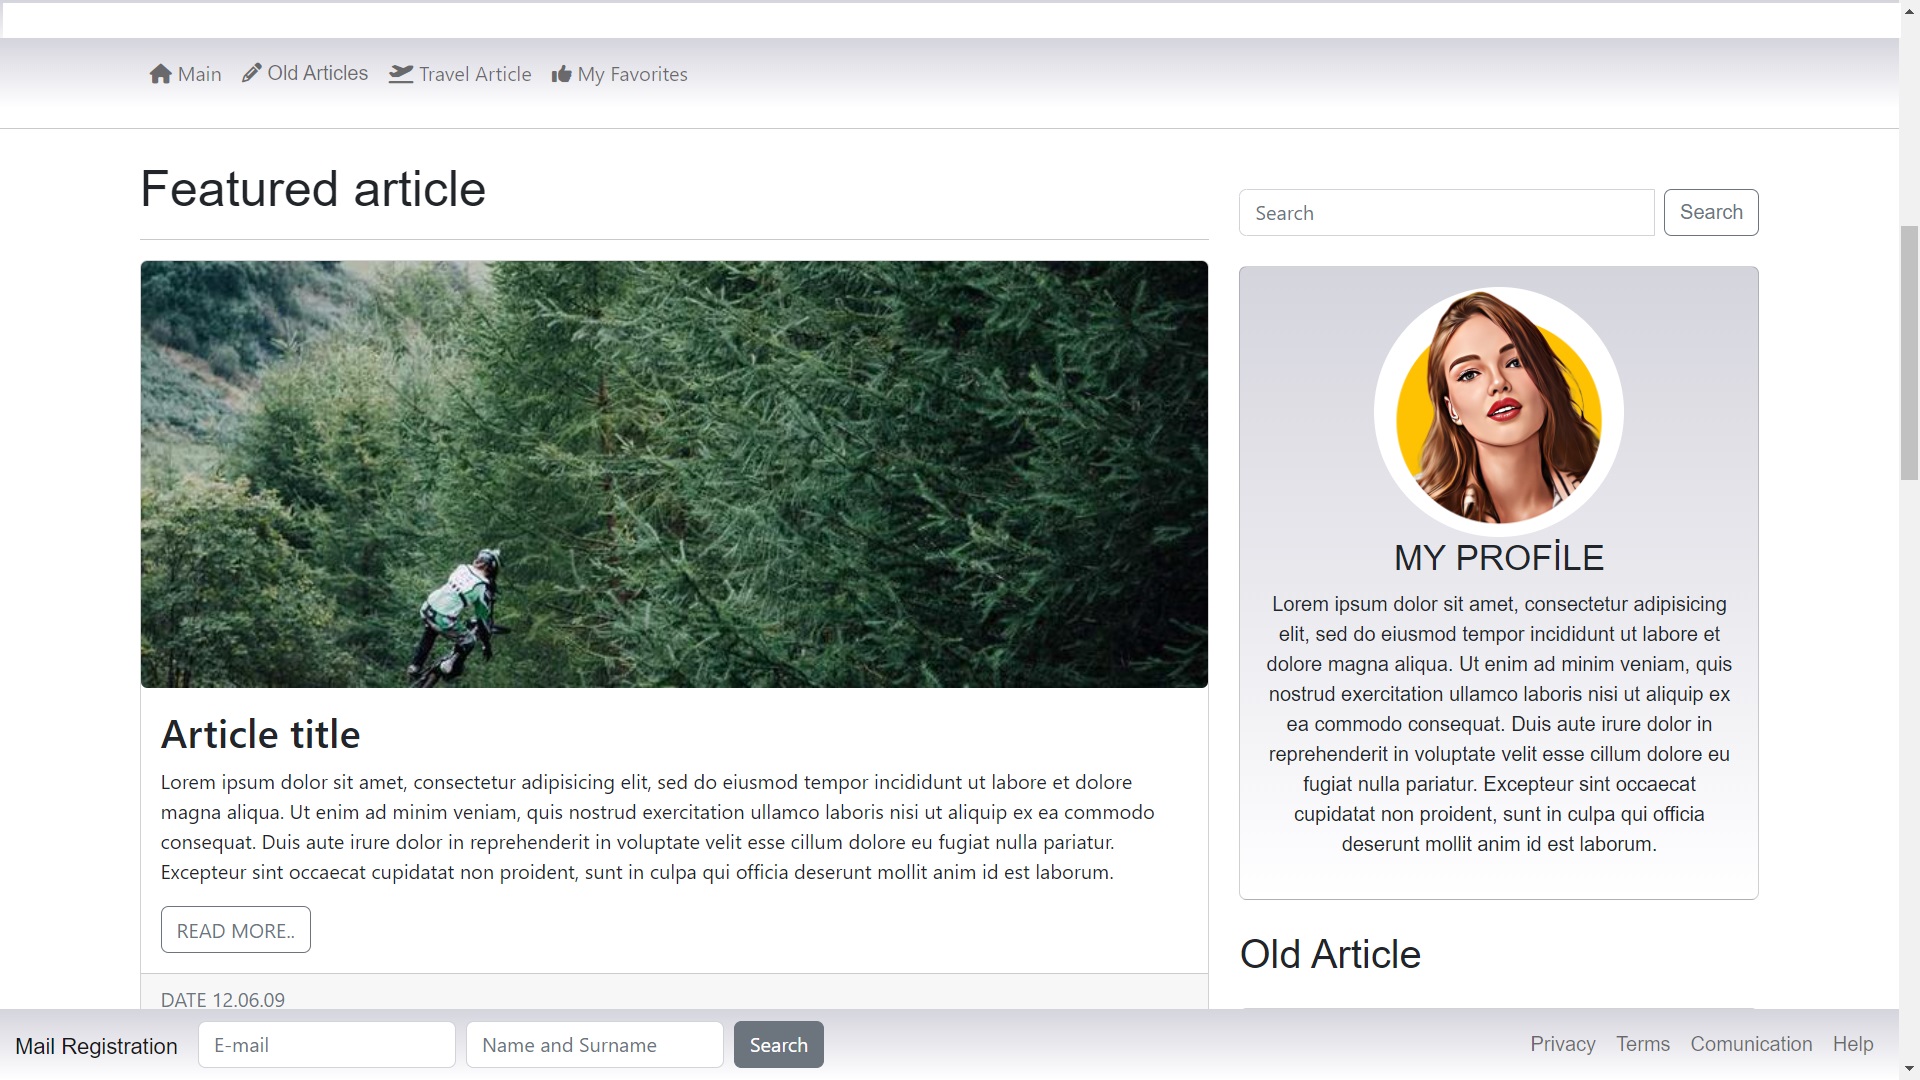 Main Old Articles Travel Article My Favorites
Featured article
Search Search
Article title
Lorem ipsum dolor sit amet, consectetur adipisicing elit, sed do eiusmod tempor incididunt ut labore et dolore
magna aliqua. Ut enim ad minim veniam, quis nostrud exercitation ullamco laboris nisi ut aliquip ex ea commodo
consequat. Duis aute irure dolor in reprehenderit in voluptate velit esse cillum dolore eu fugiat nulla pariatur.
Excepteur sint occaecat cupidatat non proident, sunt in culpa qui officia deserunt mollit anim id est laborum.
READ MORE..
DATE 12.06.09
MY PROFİLE
Lorem ipsum dolor sit amet, consectetur adipisicing
elit, sed do eiusmod tempor incididunt ut labore et
dolore magna aliqua. Ut enim ad minim veniam, quis
nostrud exercitation ullamco laboris nisi ut aliquip ex
ea commodo consequat. Duis aute irure dolor in
reprehenderit in voluptate velit esse cillum dolore eu
fugiat nulla pariatur. Excepteur sint occaecat
cupidatat non proident, sunt in culpa qui officia
deserunt mollit anim id est laborum.
Old Article
Mail Registration E-mail Name and Surname Search Privacy Terms Comunication Help